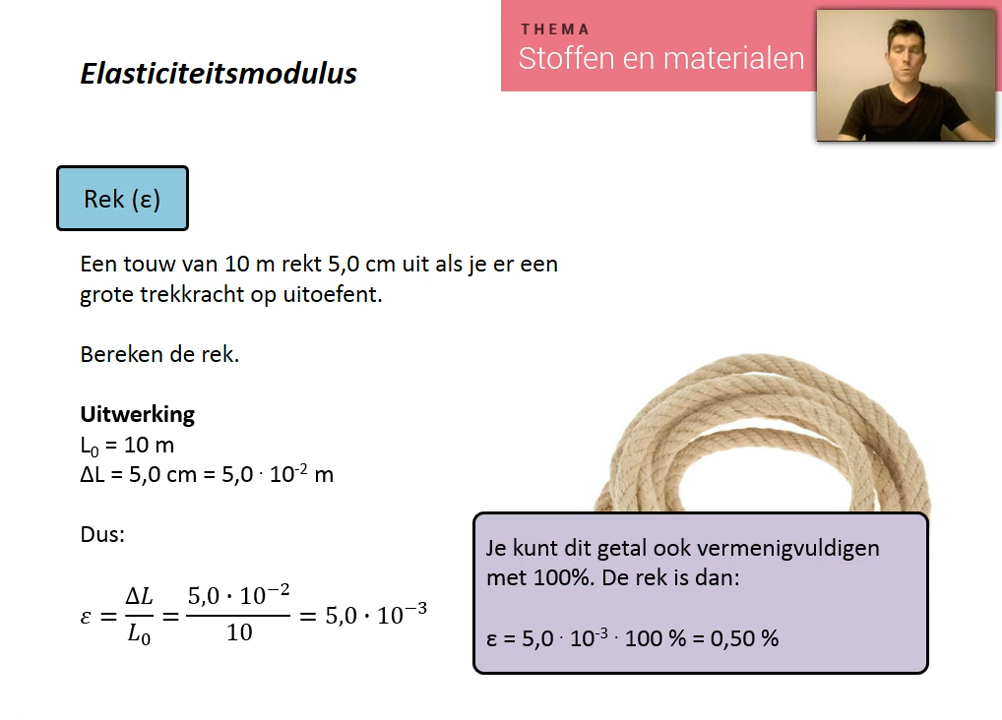 THEMA
Stoffen en materialen
Elasticiteitsmodulus
Rek (ε)
Een touw van 10 m rekt 5,0 cm uit als je er een
grote trekkracht op uitoefent.
Bereken de rek.
Uitwerking
L₀ = 10 m
ΔL = 5,0 cm = 5,0 · 10⁻² m
Dus:
ε = ΔL / L₀ = 5,0 · 10⁻² / 10 = 5,0 · 10⁻³
Je kunt dit getal ook vermenigvuldigen
met 100%. De rek is dan:
ε = 5,0 · 10⁻³ · 100 % = 0,50 %